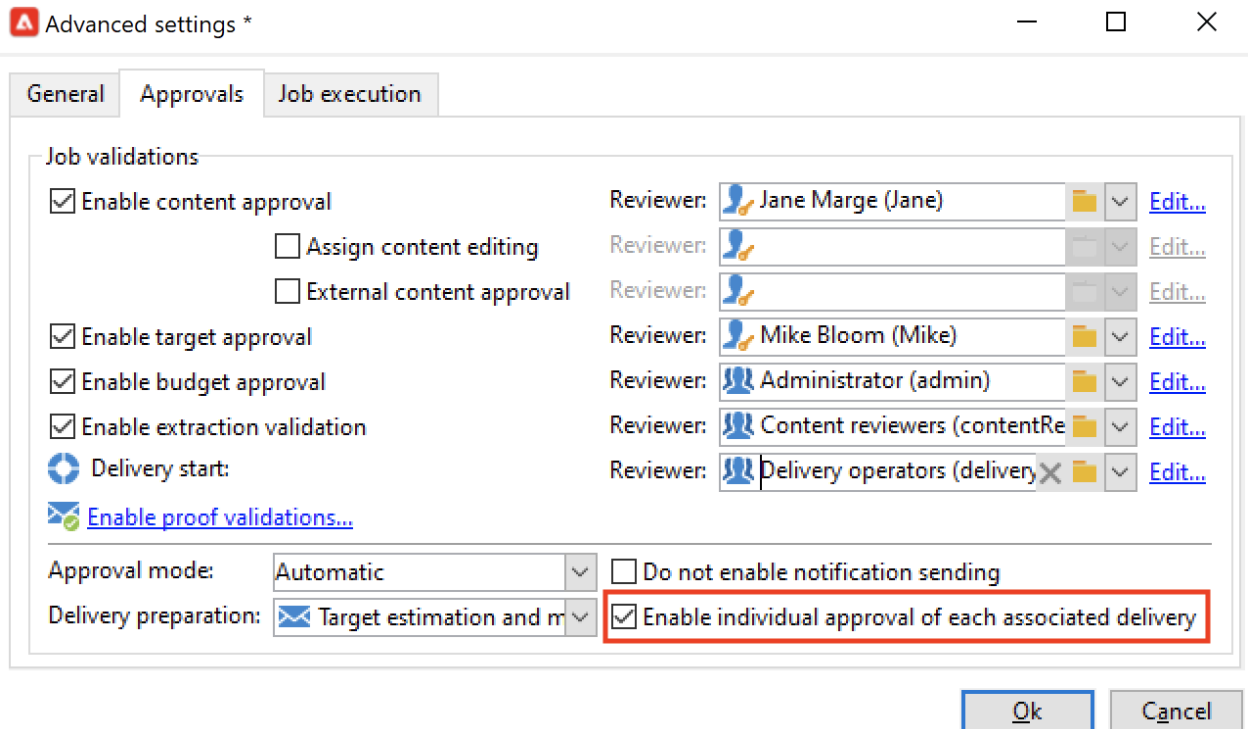 Advanced settings *
General Approvals Job execution
Job validations
Enable content approval Reviewer: Jane Marge (Jane) Edit...
Assign content editing Reviewer: Edit...
External content approval Reviewer: Edit...
Enable target approval Reviewer: Mike Bloom (Mike) Edit...
Enable budget approval Reviewer: Administrator (admin) Edit...
Enable extraction validation Reviewer: Content reviewers (contentRe Edit...
Delivery start: Reviewer: Delivery operators (delivery Edit...
Enable proof validations...
Approval mode: Automatic Do not enable notification sending
Delivery preparation: Target estimation and m Enable individual approval of each associated delivery
Ok Cancel